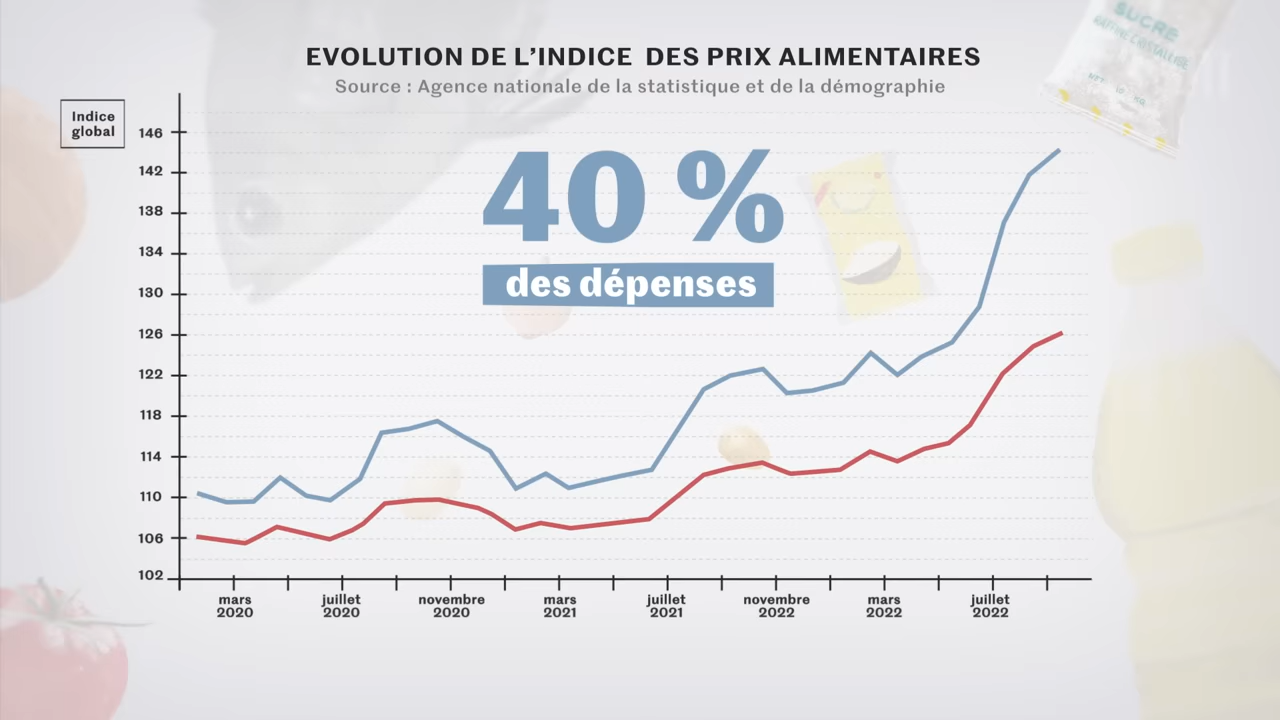 EVOLUTION DE L'INDICE DES PRIX ALIMENTAIRES
Source : Agence nationale de la statistique et de la démographie
SUCRE
Indice
global
146
142
138
134
130
126
122
118
114
110
106
102
40 %
des dépenses
mars
2020
juillet
2020
novembre
2020
mars
2021
juillet
2021
novembre
2022
mars
2022
juillet
2022